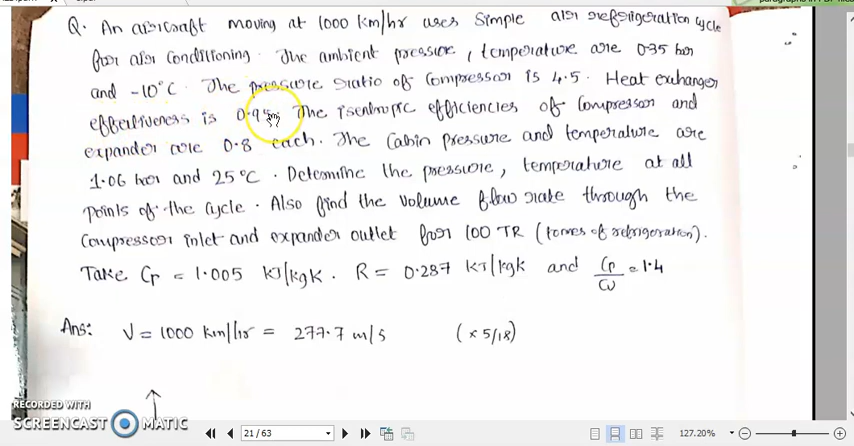 Q. An aircraft moving at 1000 km/hr uses simple air refrigeration cycle
for air conditioning. The ambient pressure, temperature are 0.35 bar
and -10°C. The pressure ratio of compressor is 4.5. Heat exchanger
effectiveness is 0.95. The isentropic efficiencies of compressor and
expander are 0.8 each. The Cabin pressure and temperature are
1.06 bar and 25°C. Determine the pressure, temperature at all
points of the cycle. Also find the volume flow rate through the
compressor inlet and expander outlet for 100 TR (tonnes of refrigeration).
Take Cp = 1.005 KJ/kgK. R = 0.287 KJ/kgK and Cp/Cv = 1.4
Ans: V = 1000 km/hr = 277.7 m/s (× 5/18)
RECORDED WITH
SCREENCAST MATIC
21 / 63
127.20%